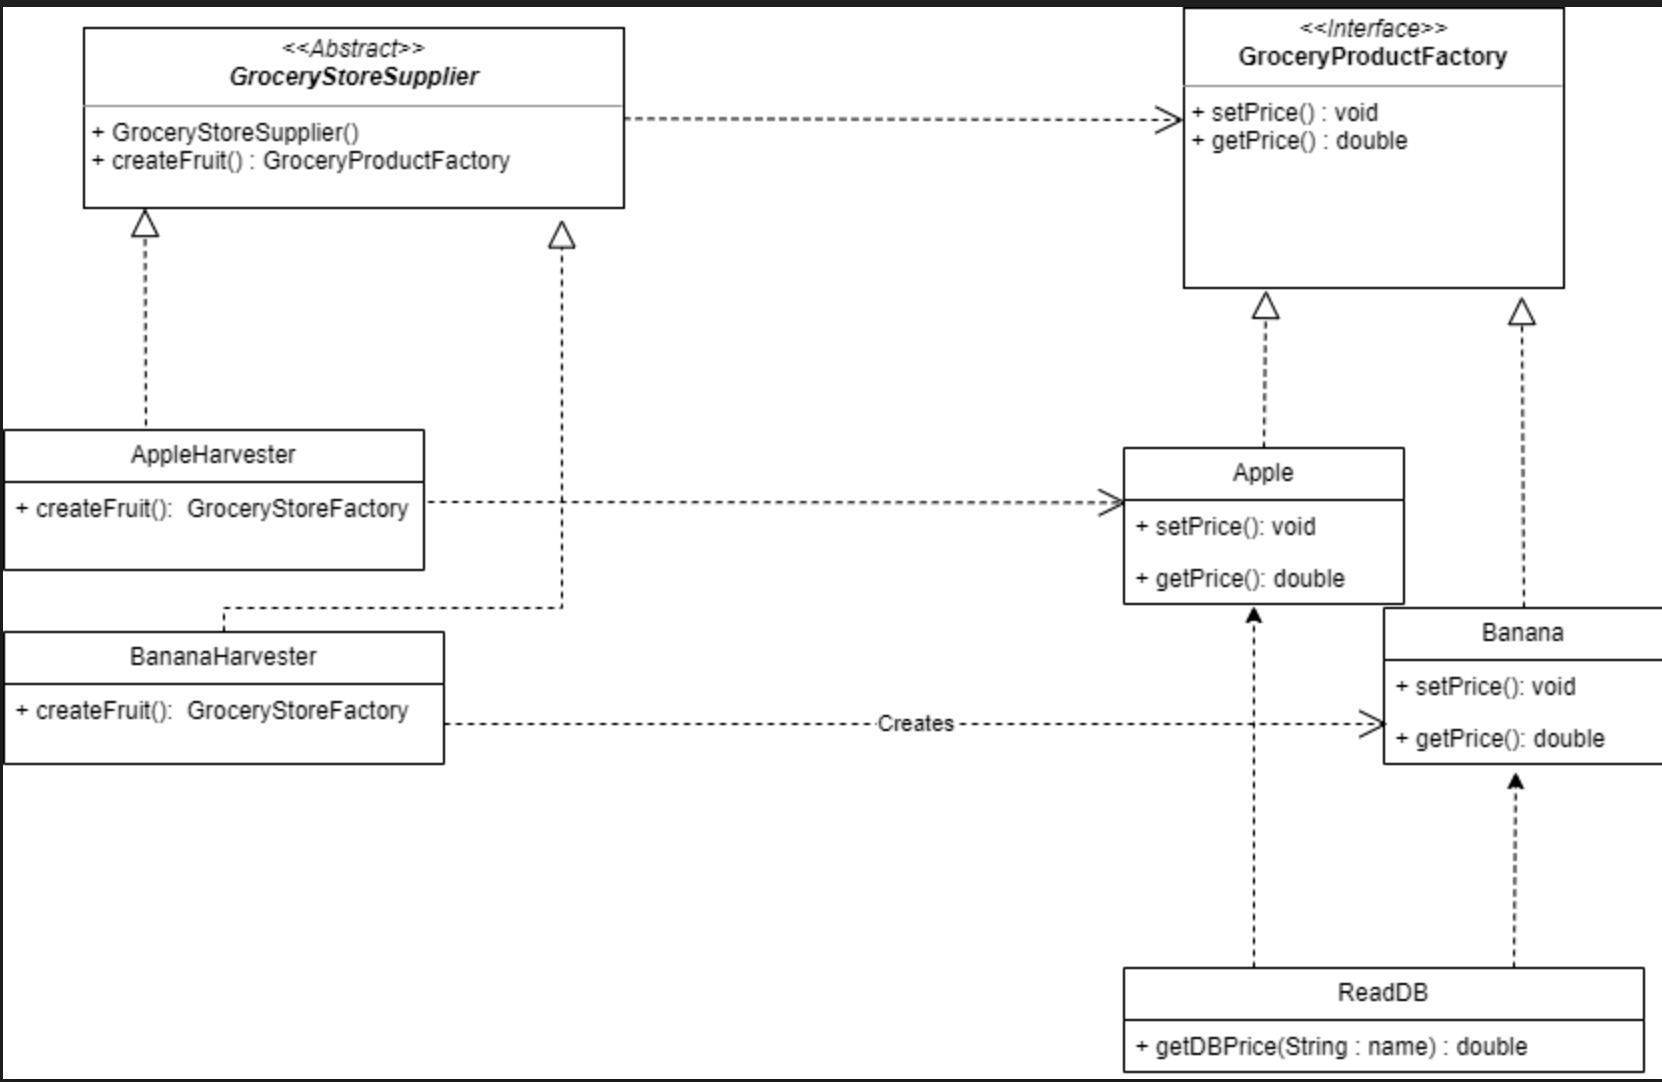 <<Abstract>>
GroceryStoreSupplier
+ GroceryStoreSupplier()
+ createFruit() : GroceryProductFactory
<<Interface>>
GroceryProductFactory
+ setPrice() : void
+ getPrice() : double
AppleHarvester
+ createFruit():  GroceryStoreFactory
Apple
+ setPrice(): void
+ getPrice(): double
BananaHarvester
+ createFruit():  GroceryStoreFactory
Creates
Banana
+ setPrice(): void
+ getPrice(): double
ReadDB
+ getDBPrice(String : name) : double